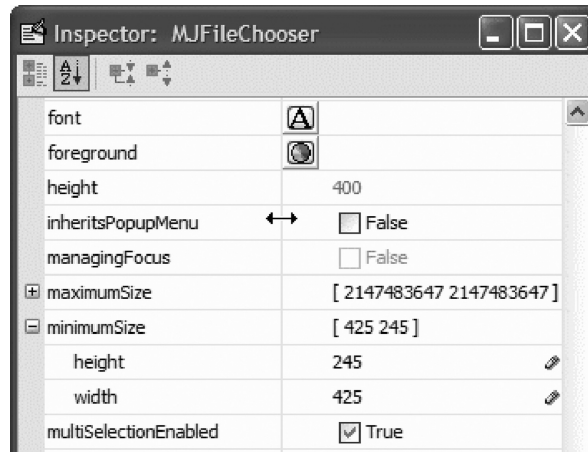 Inspector: MJFileChooser
font
foreground
height 400
inheritsPopupMenu False
managingFocus False
maximumSize [ 2147483647 2147483647 ]
minimumSize [ 425 245 ]
height 245
width 425
multiSelectionEnabled True